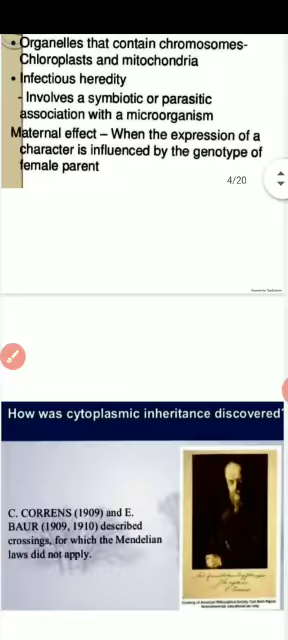 • Organelles that contain chromosomes-
Chloroplasts and mitochondria
• Infectious heredity
- Involves a symbiotic or parasitic
association with a microorganism
Maternal effect – When the expression of a
character is influenced by the genotype of
female parent
4/20
How was cytoplasmic inheritance discovered?
C. CORRENS (1909) and E.
BAUR (1909, 1910) described
crossings, for which the Mendelian
laws did not apply.